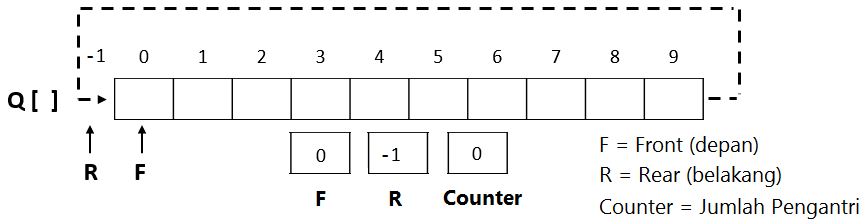 -1 0 1 2 3 4 5 6 7 8 9
Q [ ]
R F
0 -1 0
F R Counter
F = Front (depan)
R = Rear (belakang)
Counter = Jumlah Pengantri